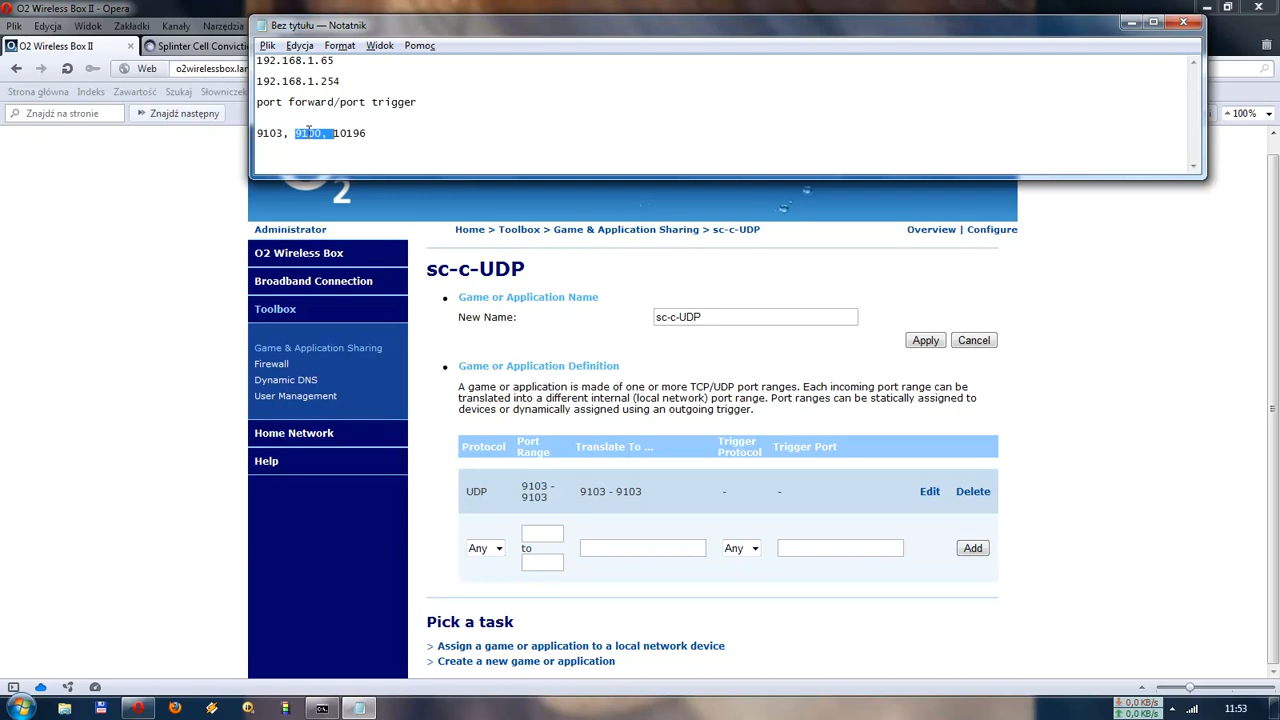 O2 Wireless Box II - Opera
Plik Edycja Widok Zakładki Kanały Narzędzia
O2 Wireless Box II
Splinter Cell Convictio
Web
o2wirelessbox.lan
Strona główna Indeks Zawartość Szukaj Słowniczek
Znajdź na stronie
Znajdź następny
100%
Bez tytułu — Notatnik
Plik Edycja Format Widok Pomoc
192.168.1.65
192.168.1.254
port forward/port trigger
9103, 9100, 10196
O2
Administrator
Home > Toolbox > Game & Application Sharing > sc-c-UDP
Overview | Configure
O2 Wireless Box
Broadband Connection
Toolbox
Game & Application Sharing
Firewall
Dynamic DNS
User Management
Home Network
Help
sc-c-UDP
Game or Application Name
New Name:
sc-c-UDP
Apply
Cancel
Game or Application Definition
A game or application is made of one or more TCP/UDP port ranges. Each incoming port range can be
translated into a different internal (local network) port range. Port ranges can be statically assigned to
devices or dynamically assigned using an outgoing trigger.
Protocol
Port Range
Translate To ...
Trigger Protocol
Trigger Port
UDP
9103 - 9103
9103 - 9103
-
-
Edit
Delete
Any
to
Any
Add
Pick a task
> Assign a game or application to a local network device
> Create a new game or application
0,0 KB/s
0,0 KB/s
11:53